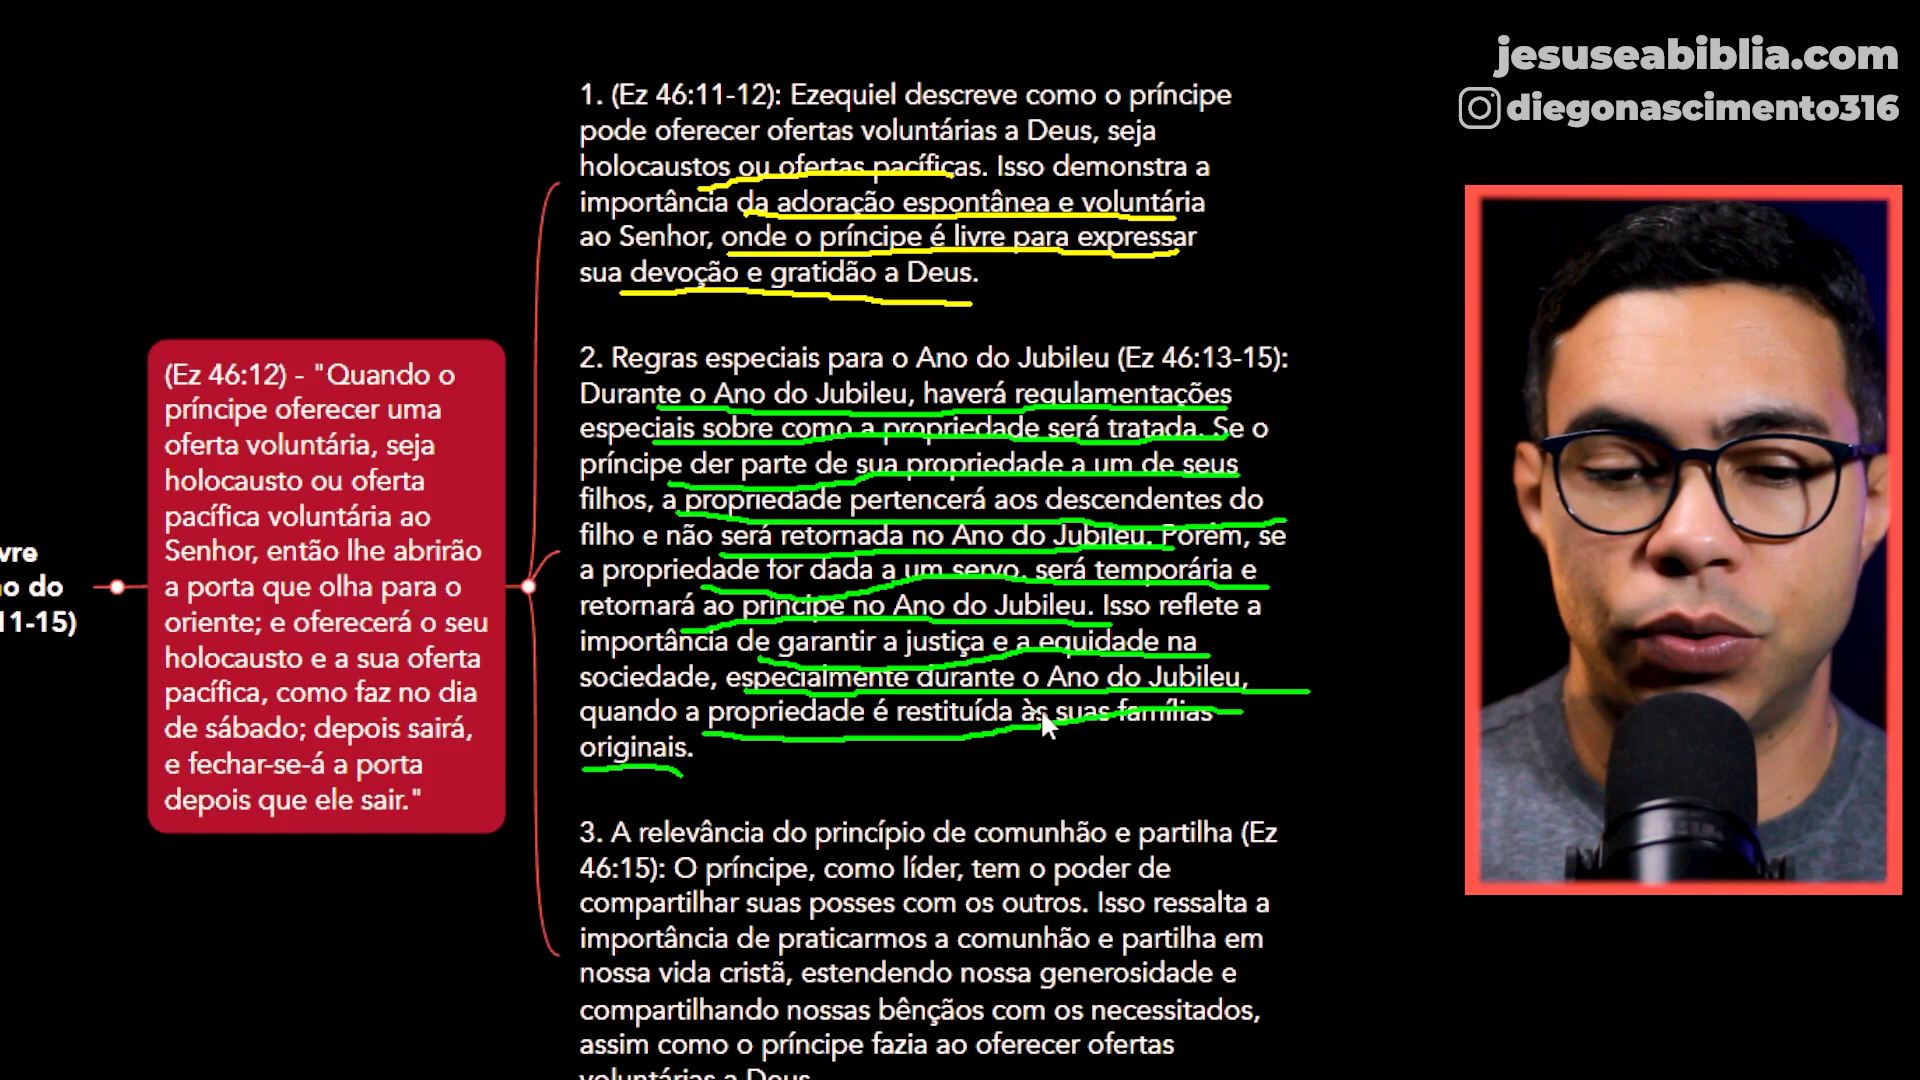 jesuseabiblia.com
diegonascimento316
vre
o do
11-15)
(Ez 46:12) - "Quando o
príncipe oferecer uma
oferta voluntária, seja
holocausto ou oferta
pacífica voluntária ao
Senhor, então lhe abrirão
a porta que olha para o
oriente; e oferecerá o seu
holocausto e a sua oferta
pacífica, como faz no dia
de sábado; depois sairá,
e fechar-se-á a porta
depois que ele sair."
1. (Ez 46:11-12): Ezequiel descreve como o príncipe
pode oferecer ofertas voluntárias a Deus, seja
holocaustos ou ofertas pacíficas. Isso demonstra a
importância da adoração espontânea e voluntária
ao Senhor, onde o príncipe é livre para expressar
sua devoção e gratidão a Deus.
2. Regras especiais para o Ano do Jubileu (Ez 46:13-15):
Durante o Ano do Jubileu, haverá regulamentações
especiais sobre como a propriedade será tratada. Se o
príncipe der parte de sua propriedade a um de seus
filhos, a propriedade pertencerá aos descendentes do
filho e não será retornada no Ano do Jubileu. Porém, se
a propriedade for dada a um servo, será temporária e
retornará ao príncipe no Ano do Jubileu. Isso reflete a
importância de garantir a justiça e a equidade na
sociedade, especialmente durante o Ano do Jubileu,
quando a propriedade é restituída às suas famílias
originais.
3. A relevância do princípio de comunhão e partilha (Ez
46:15): O príncipe, como líder, tem o poder de
compartilhar suas posses com os outros. Isso ressalta a
importância de praticarmos a comunhão e partilha em
nossa vida cristã, estendendo nossa generosidade e
compartilhando nossas bênçãos com os necessitados,
assim como o príncipe fazia ao oferecer ofertas
voluntárias a Deus.